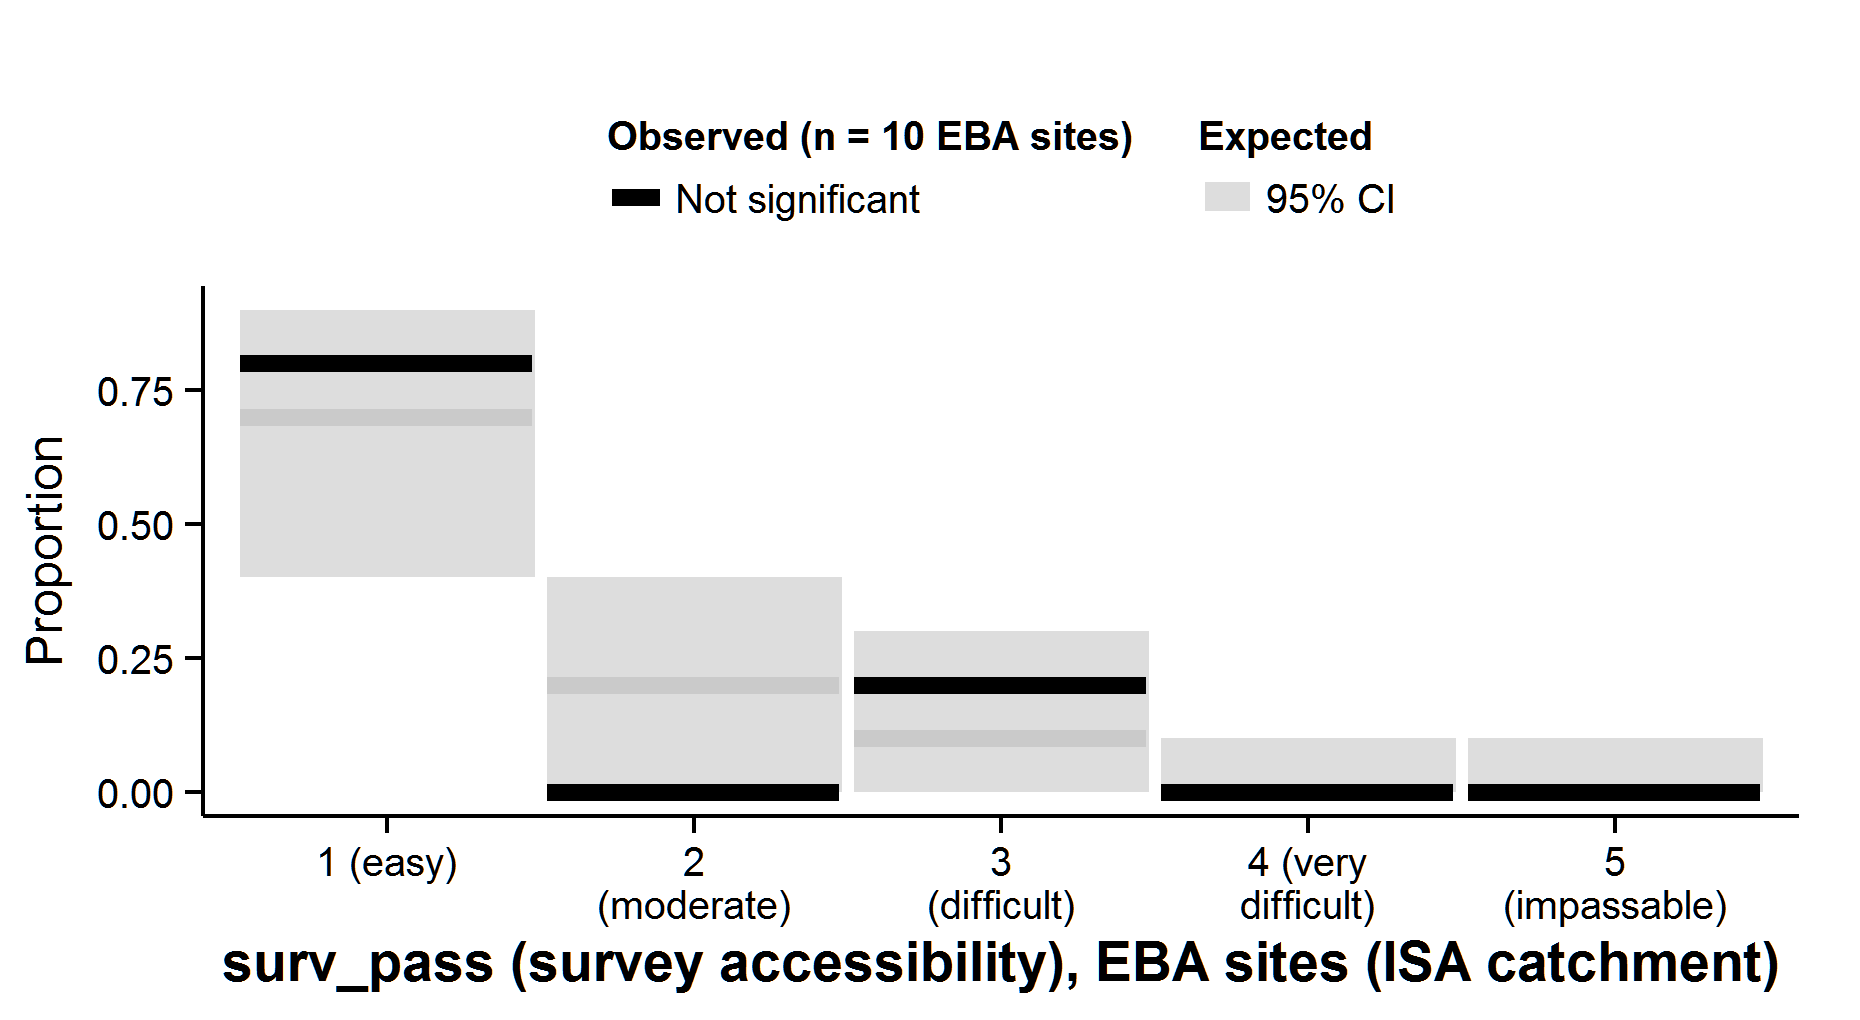 Observed (n = 10 EBA sites)
Not significant
Expected
95% CI
Proportion
0.75
0.50
0.25
0.00
1 (easy)
2
(moderate)
3
(difficult)
4 (very
difficult)
5
(impassable)
surv_pass (survey accessibility), EBA sites (ISA catchment)